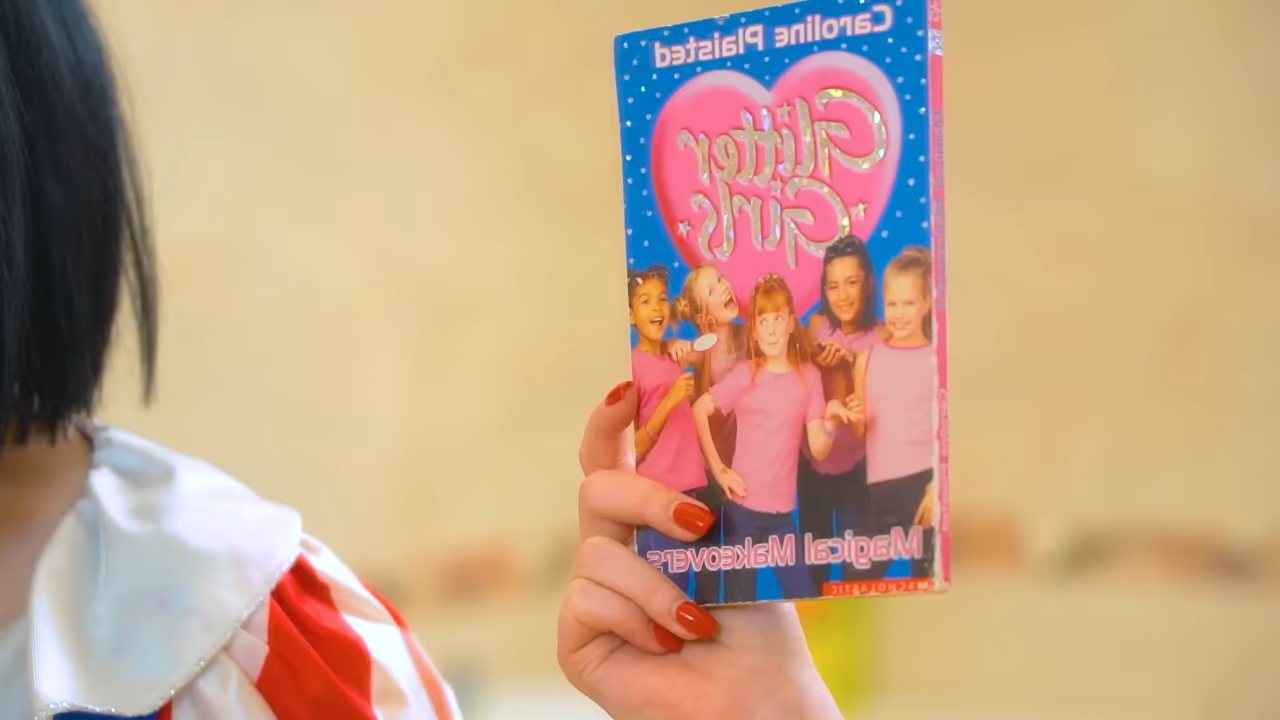 Caroline Plaisted
Glitter
Girls
Magical Makeovers
SCHOLASTIC